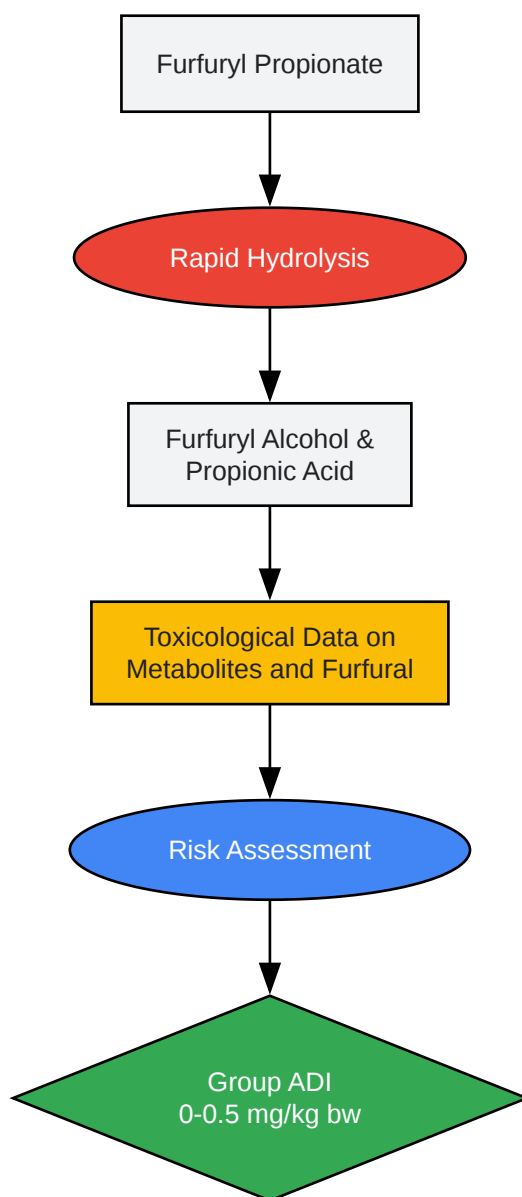 Furfuryl Propionate
Rapid Hydrolysis
Furfuryl Alcohol &
Propionic Acid
Toxicological Data on
Metabolites and Furfural
Risk Assessment
Group ADI
0-0.5 mg/kg bw